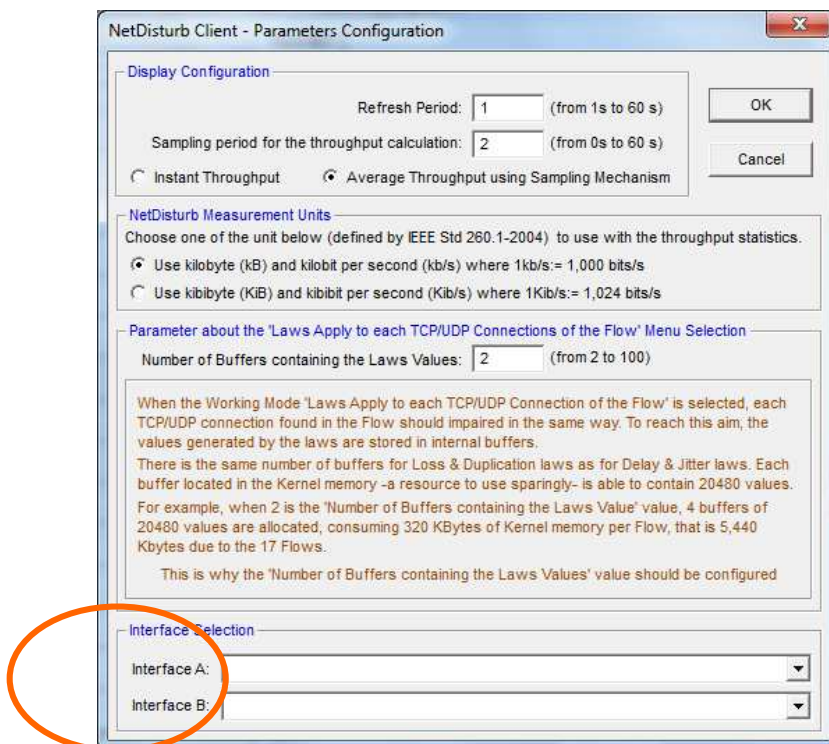 NetDisturb Client - Parameters Configuration
Display Configuration
Refresh Period: 1 (from 1s to 60 s)
OK
Sampling period for the throughput calculation: 2 (from 0s to 60 s)
Cancel
Instant Throughput Average Throughput using Sampling Mechanism
NetDisturb Measurement Units
Choose one of the unit below (defined by IEEE Std 260.1-2004) to use with the throughput statistics.
Use kilobyte (kB) and kilobit per second (kb/s) where 1kb/s:= 1,000 bits/s
Use kibibyte (KiB) and kibibit per second (Kib/s) where 1Kib/s:= 1,024 bits/s
Parameter about the 'Laws Apply to each TCP/UDP Connections of the Flow' Menu Selection
Number of Buffers containing the Laws Values: 2 (from 2 to 100)
When the Working Mode 'Laws Apply to each TCP/UDP Connection of the Flow' is selected, each
TCP/UDP connection found in the Flow should impaired in the same way. To reach this aim, the
values generated by the laws are stored in internal buffers.
There is the same number of buffers for Loss & Duplication laws as for Delay & Jitter laws. Each
buffer located in the Kernel memory -a resource to use sparingly- is able to contain 20480 values.
For example, when 2 is the 'Number of Buffers containing the Laws Value' value, 4 buffers of
20480 values are allocated, consuming 320 KBytes of Kernel memory per Flow, that is 5,440
Kbytes due to the 17 Flows.
This is why the 'Number of Buffers containing the Laws Values' value should be configured
Interface Selection
Interface A:
Interface B: